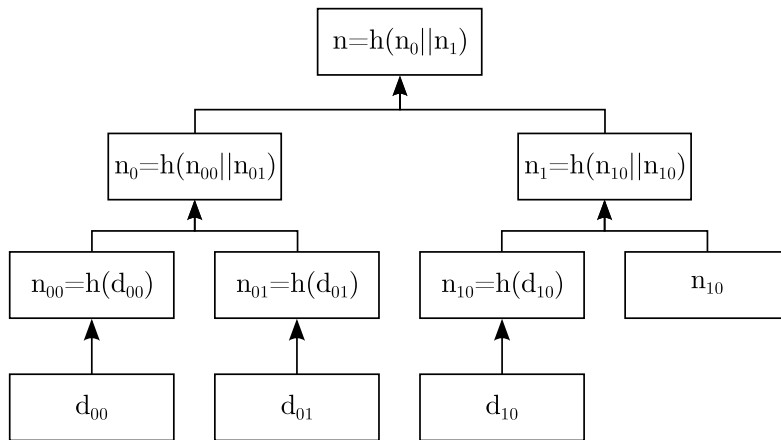 n=h(n₀||n₁)
n₀=h(n₀₀||n₀₁)
n₁=h(n₁₀||n₁₀)
n₀₀=h(d₀₀)
n₀₁=h(d₀₁)
n₁₀=h(d₁₀)
n₁₀
d₀₀
d₀₁
d₁₀